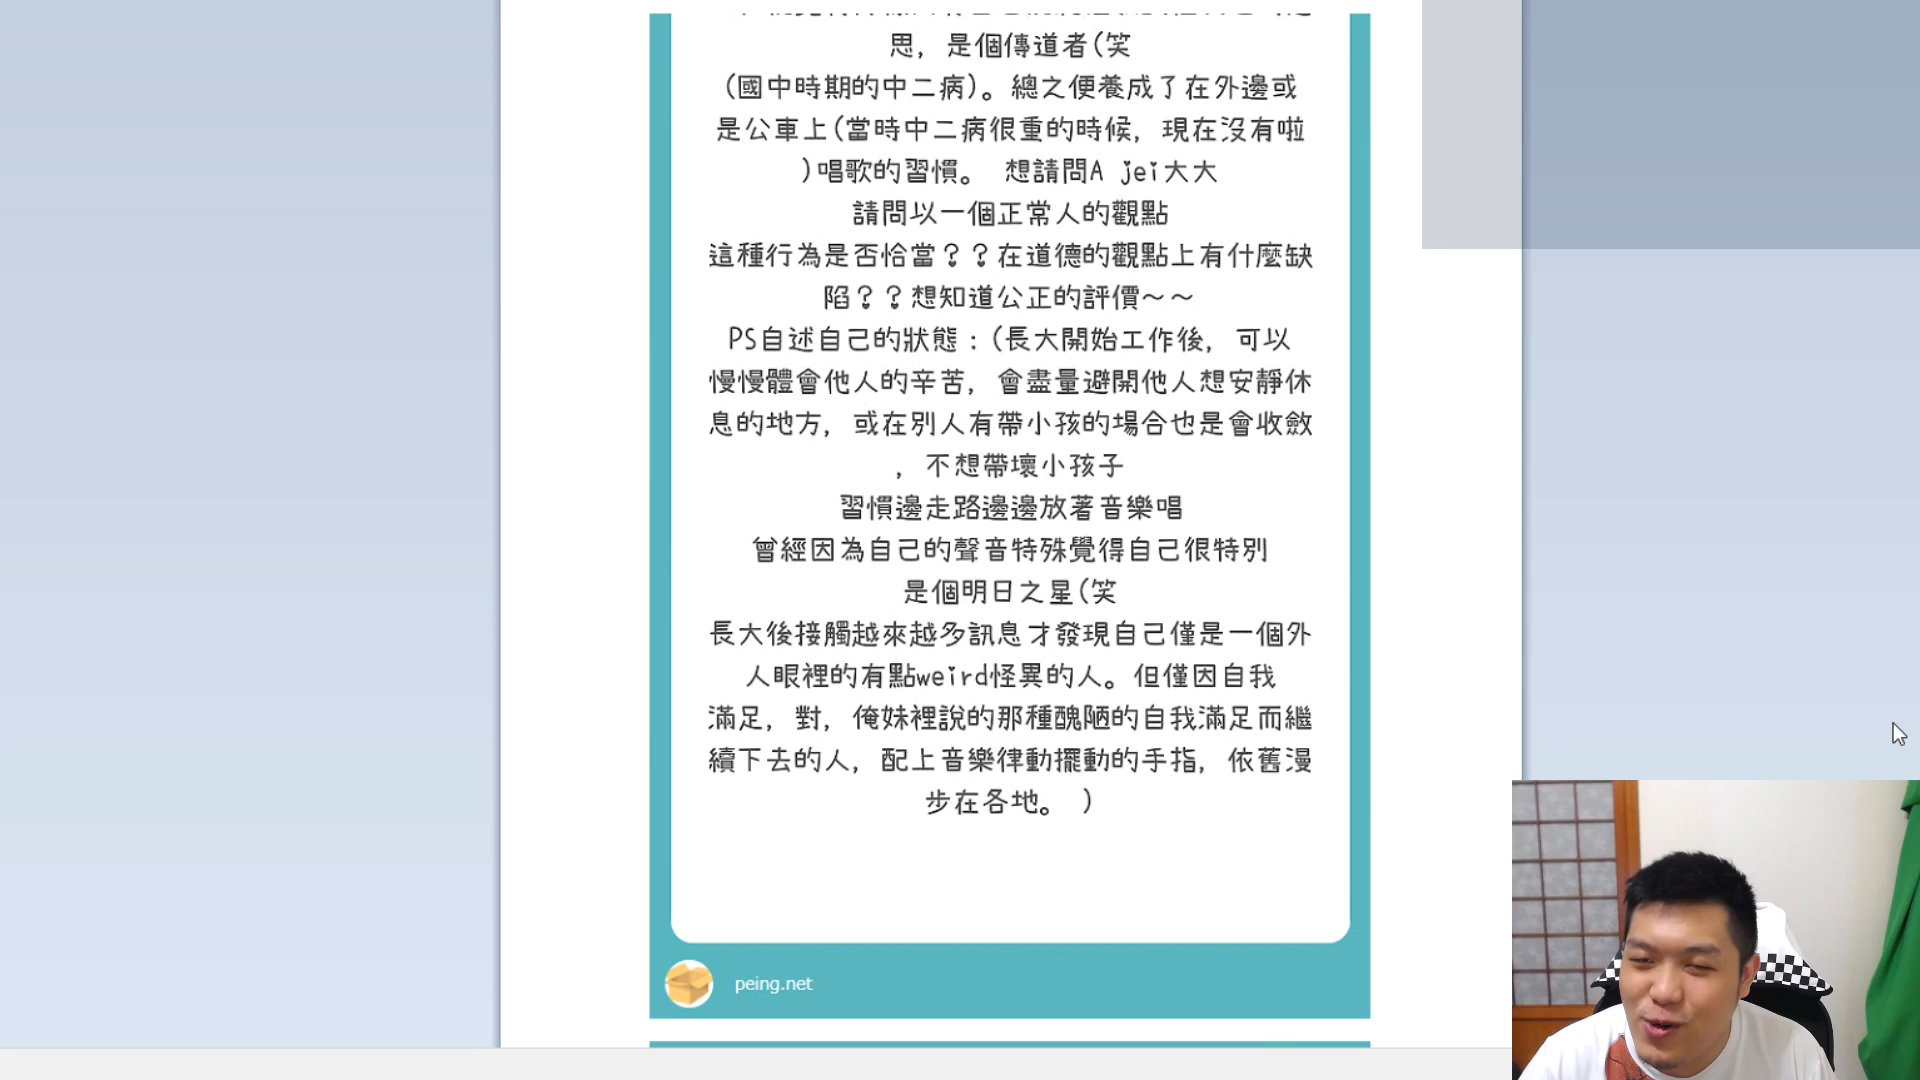 思，是個傳道者(笑
(國中時期的中二病)。總之便養成了在外邊或
是公車上(當時中二病很重的時候，現在沒有啦
)唱歌的習慣。 想請問A jei大大
請問以一個正常人的觀點
這種行為是否恰當？？在道德的觀點上有什麼缺
陷？？想知道公正的評價～～
PS自述自己的狀態：(長大開始工作後，可以
慢慢體會他人的辛苦，會盡量避開他人想安靜休
息的地方，或在別人有帶小孩的場合也是會收斂
，不想帶壞小孩子
習慣邊走路邊邊放著音樂唱
曾經因為自己的聲音特殊覺得自己很特別
是個明日之星(笑
長大後接觸越來越多訊息才發現自己僅是一個外
人眼裡的有點weird怪異的人。但僅因自我
滿足，對，俺妹裡說的那種醜陋的自我滿足而繼
續下去的人，配上音樂律動擺動的手指，依舊漫
步在各地。 )
peing.net